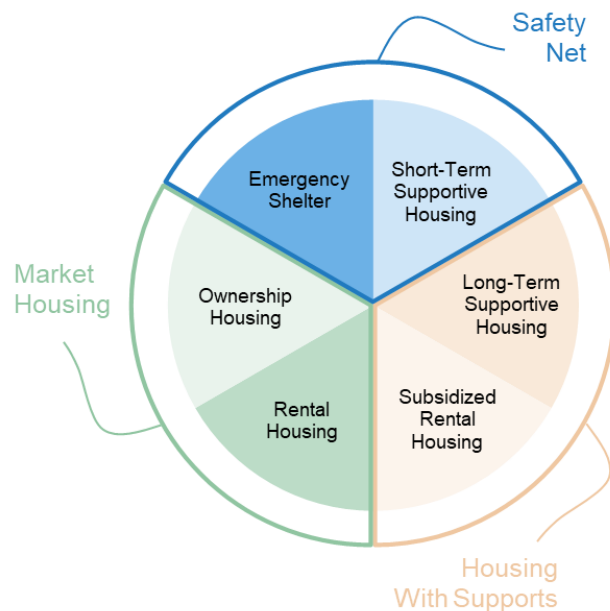 Safety
Net
Emergency
Shelter
Short-Term
Supportive
Housing
Market
Housing
Ownership
Housing
Long-Term
Supportive
Housing
Rental
Housing
Subsidized
Rental
Housing
Housing
With Supports